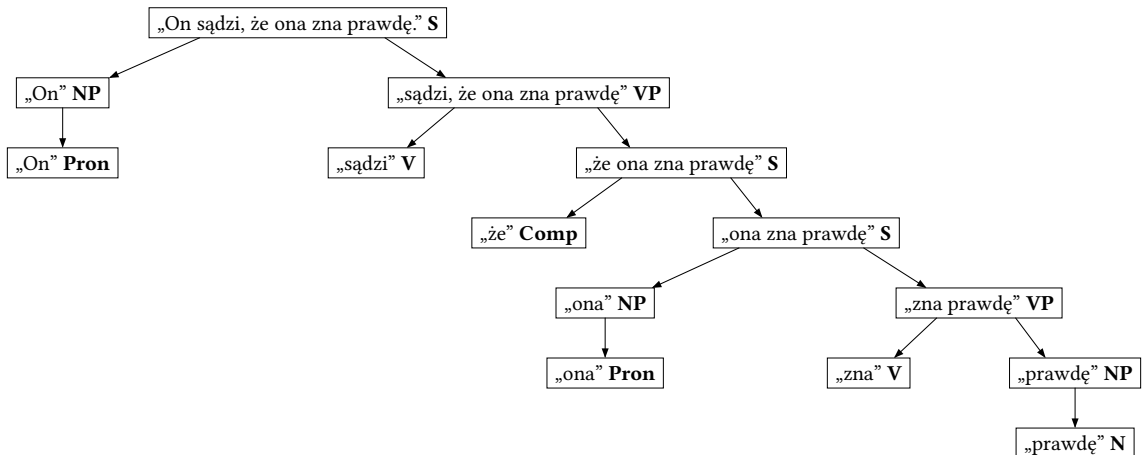 „On sądzi, że ona zna prawdę.” S
„On” NP
„sądzi, że ona zna prawdę” VP
„On” Pron
„sądzi” V
„że ona zna prawdę” S
„że” Comp
„ona zna prawdę” S
„ona” NP
„zna prawdę” VP
„ona” Pron
„zna” V
„prawdę” NP
„prawdę” N